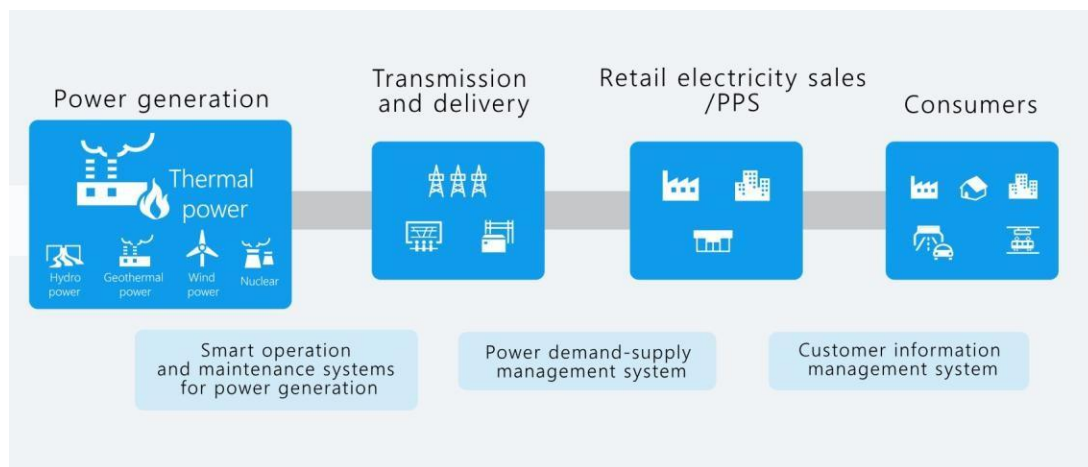 Power generation
Transmission
and delivery
Retail electricity sales
/PPS
Consumers
Thermal
power
Hydro
power
Geothermal
power
Wind
power
Nuclear
Smart operation
and maintenance systems
for power generation
Power demand-supply
management system
Customer information
management system